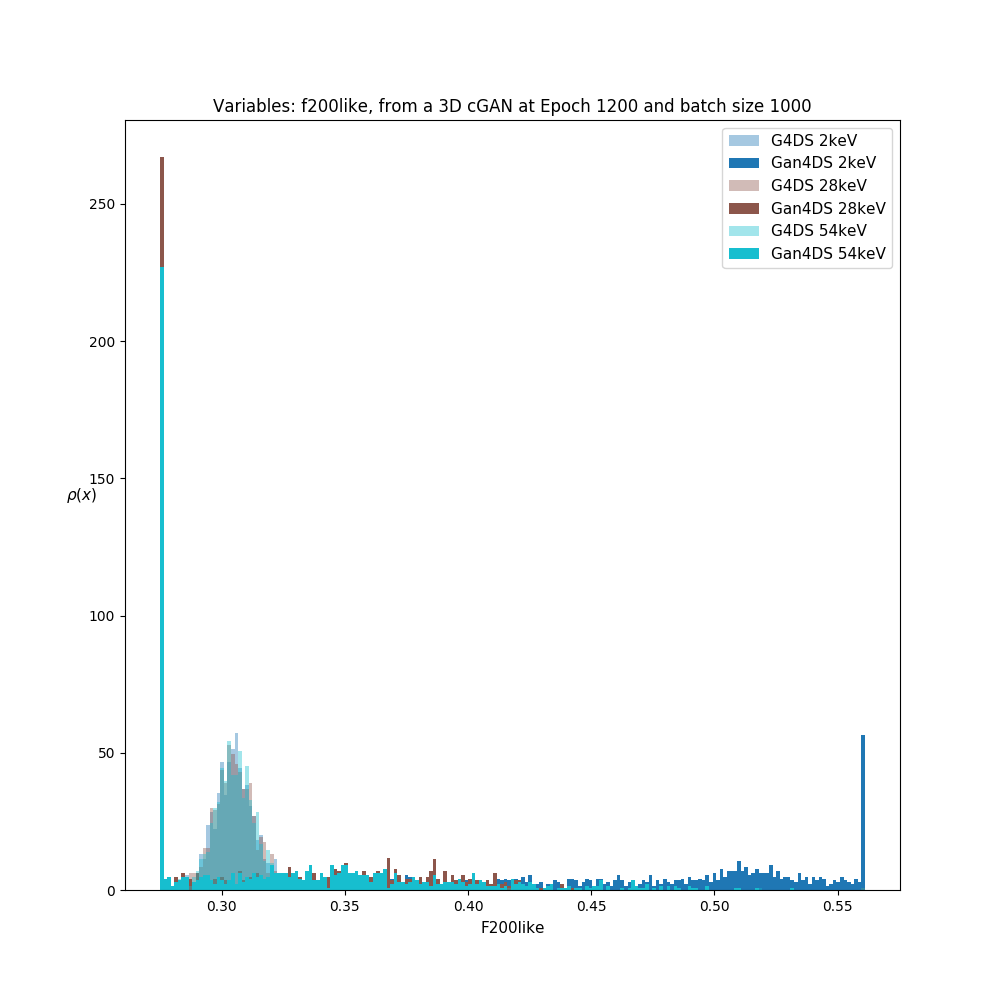 Variables: f200like, from a 3D cGAN at Epoch 1200 and batch size 1000
G4DS 2keV
Gan4DS 2keV
G4DS 28keV
Gan4DS 28keV
G4DS 54keV
Gan4DS 54keV
250
200
150
ρ(x)
100
50
0
0.30 0.35 0.40 0.45 0.50 0.55
F200like